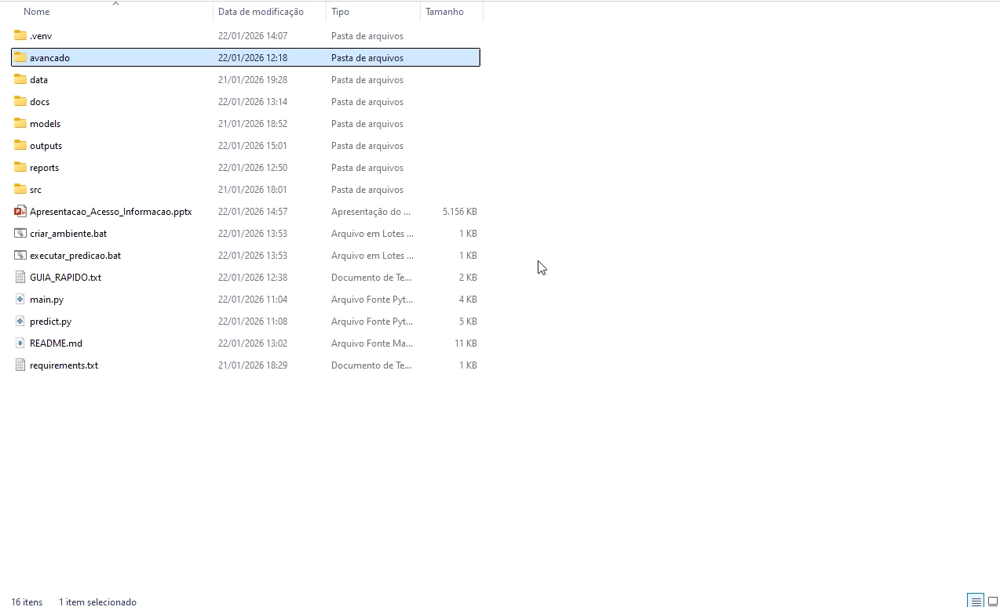 Nome Data de modificação Tipo Tamanho
.venv 22/01/2026 14:07 Pasta de arquivos
avancado 22/01/2026 12:18 Pasta de arquivos
data 21/01/2026 19:28 Pasta de arquivos
docs 22/01/2026 13:14 Pasta de arquivos
models 21/01/2026 18:52 Pasta de arquivos
outputs 22/01/2026 15:01 Pasta de arquivos
reports 22/01/2026 12:50 Pasta de arquivos
src 21/01/2026 18:01 Pasta de arquivos
Apresentacao_Acesso_Informacao.pptx 22/01/2026 14:57 Apresentação do ... 5.156 KB
criar_ambiente.bat 22/01/2026 13:53 Arquivo em Lotes ... 1 KB
executar_predicao.bat 22/01/2026 13:53 Arquivo em Lotes ... 1 KB
GUIA_RAPIDO.txt 22/01/2026 12:38 Documento de Te... 2 KB
main.py 22/01/2026 11:04 Arquivo Fonte Pyt... 4 KB
predict.py 22/01/2026 11:08 Arquivo Fonte Pyt... 5 KB
README.md 22/01/2026 13:02 Arquivo Fonte Ma... 11 KB
requirements.txt 21/01/2026 18:29 Documento de Te... 1 KB
16 itens 1 item selecionado